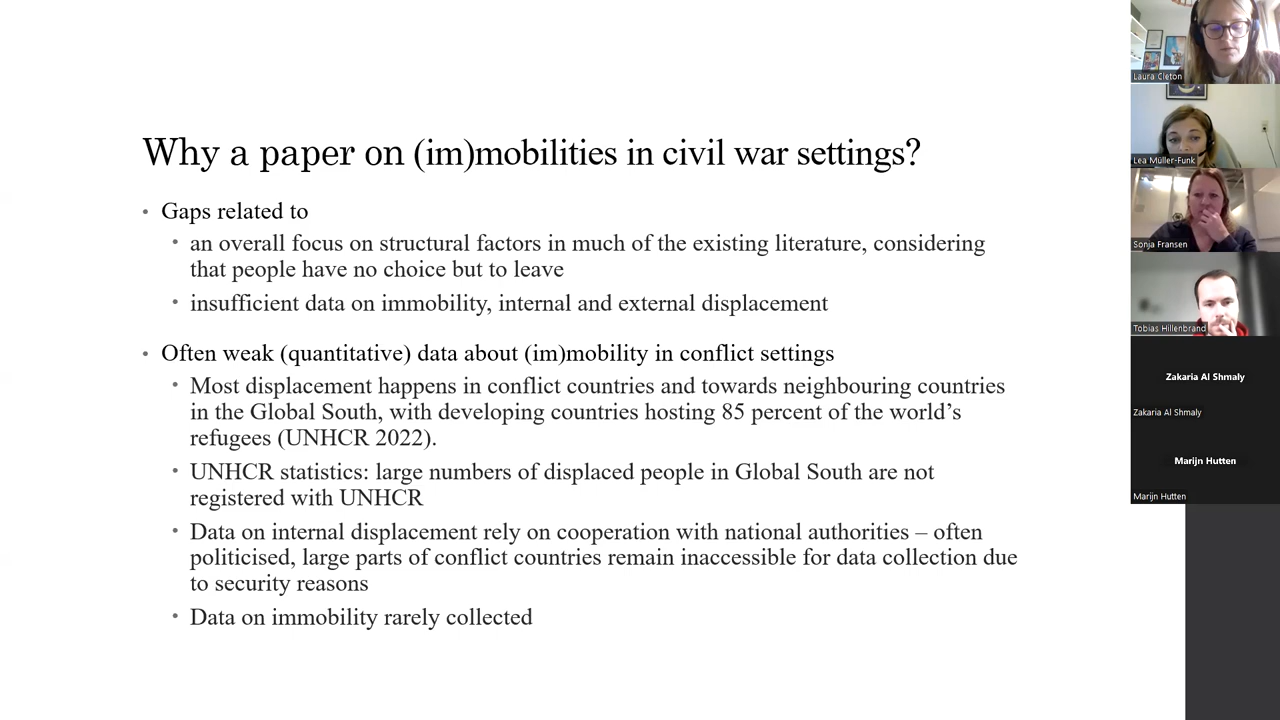 Why a paper on (im)mobilities in civil war settings?
• Gaps related to
• an overall focus on structural factors in much of the existing literature, considering
that people have no choice but to leave
• insufficient data on immobility, internal and external displacement
• Often weak (quantitative) data about (im)mobility in conflict settings
• Most displacement happens in conflict countries and towards neighbouring countries
in the Global South, with developing countries hosting 85 percent of the world’s
refugees (UNHCR 2022).
• UNHCR statistics: large numbers of displaced people in Global South are not
registered with UNHCR
• Data on internal displacement rely on cooperation with national authorities – often
politicised, large parts of conflict countries remain inaccessible for data collection due
to security reasons
• Data on immobility rarely collected
Laura Cleton
Lea Müller-Funk
Sonja Fransen
Tobias Hillenbrand
Zakaria Al Shmaly
Zakaria Al Shmaly
Marijn Hutten
Marijn Hutten